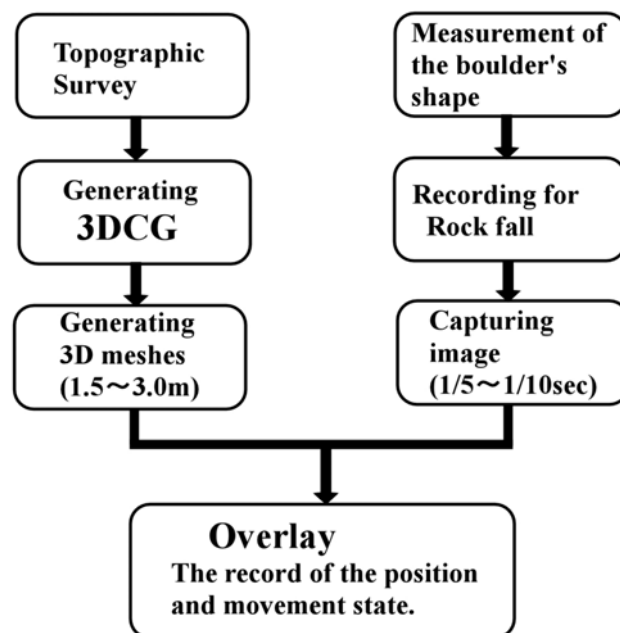 Topographic
Survey
Generating
3DCG
Generating
3D meshes
(1.5～3.0m)
Measurement of
the boulder's
shape
Recording for
Rock fall
Capturing
image
(1/5～1/10sec)
Overlay
The record of the position
and movement state.